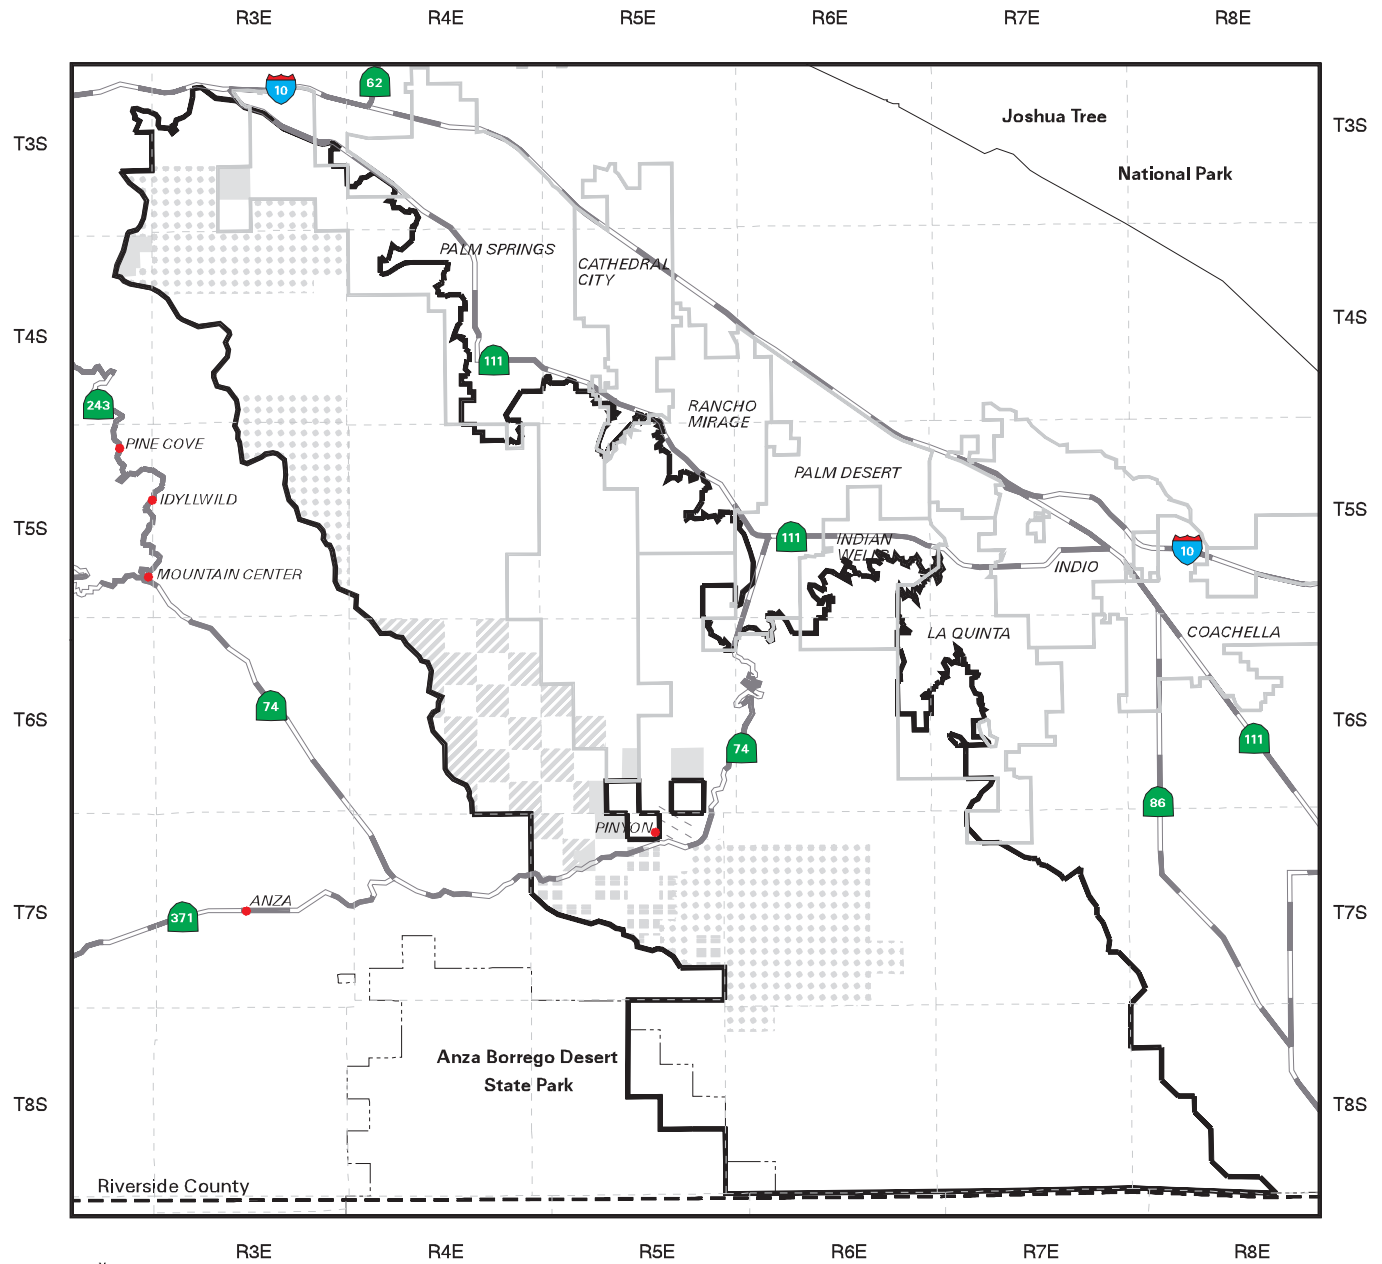 R3E R4E R5E R6E R7E R8E
62
10
Joshua Tree
T3S
T3S
National Park
PALM SPRINGS
CATHEDRAL
CITY
T4S
T4S
111
243
RANCHO
MIRAGE
PINE COVE
PALM DESERT
IDYLLWILD
T5S
T5S
111
INDIAN
WELLS
10
INDIO
MOUNTAIN CENTER
LA QUINTA
COACHELLA
74
T6S
T6S
74
111
86
PINYON
ANZA
371
T7S
T7S
Anza Borrego Desert
State Park
T8S
T8S
Riverside County
R3E R4E R5E R6E R7E R8E